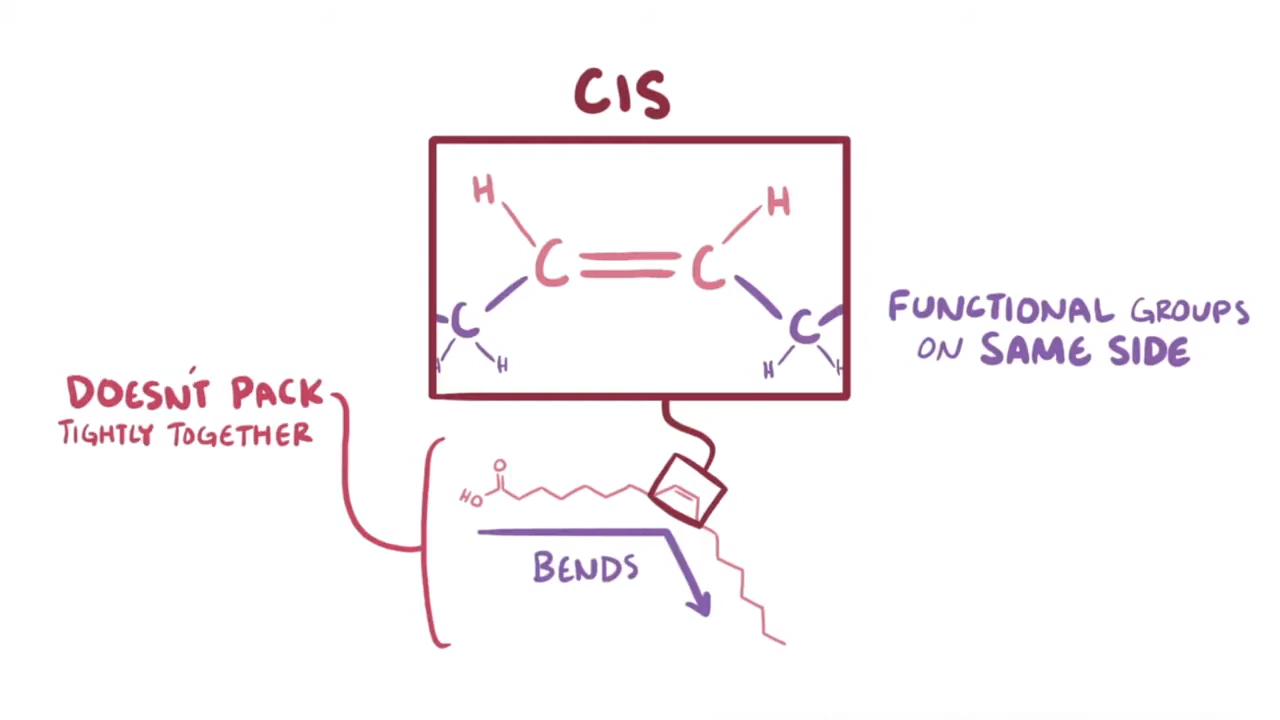 CIS
H H
C C
C C
H H H H
FUNCTIONAL GROUPS
ON SAME SIDE
DOESN'T PACK
TIGHTLY TOGETHER
O
HO
BENDS